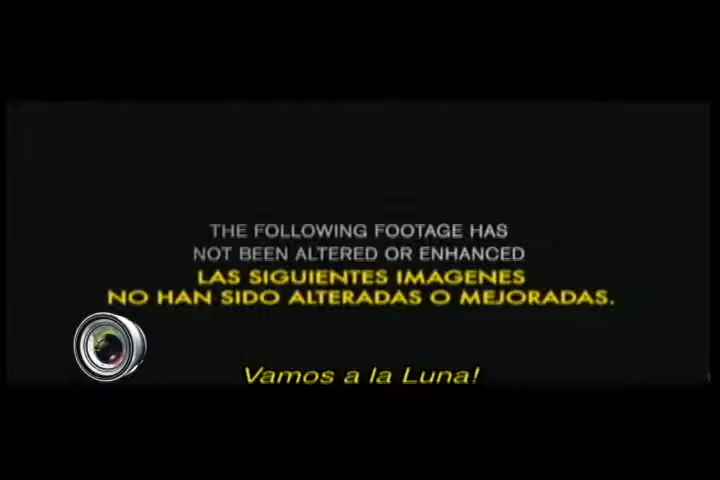 THE FOLLOWING FOOTAGE HAS
NOT BEEN ALTERED OR ENHANCED
LAS SIGUIENTES IMAGENES
NO HAN SIDO ALTERADAS O MEJORADAS.
Vamos a la Luna!